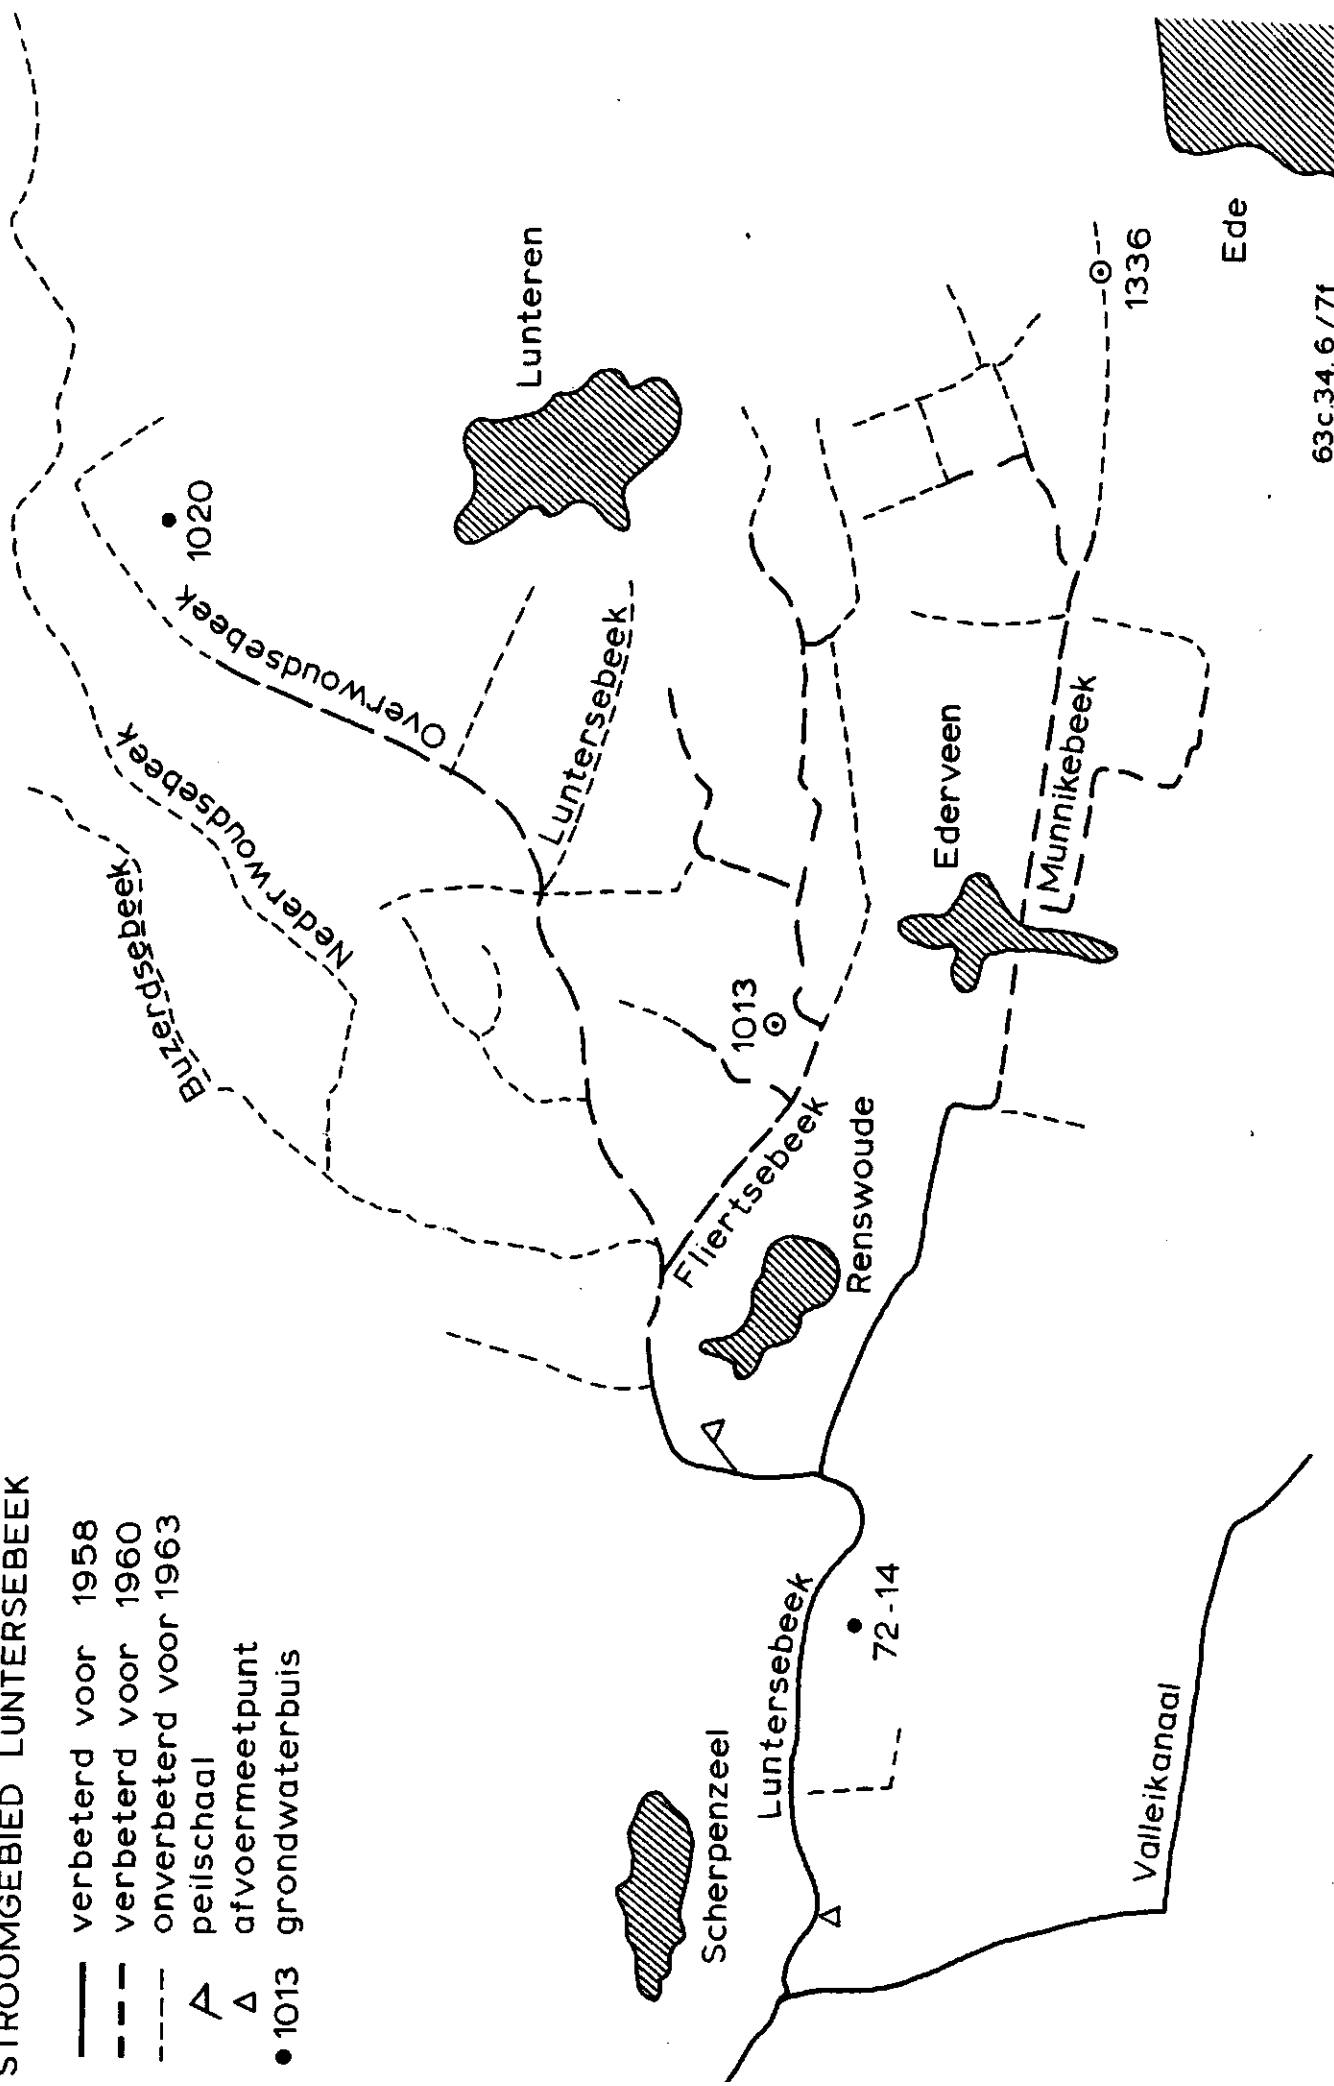 STROOMGEBIED LUNTERSEBEEK
verbeterd voor 1958
verbeterd voor 1960
onverbeterd voor 1963
peilschaal
afvoermeetpunt
1013 grondwaterbuis
Buzerdsebeek
Nederwoudsebeek
Overwoudsebeek
1020
Lunteren
Luntersebeek
1013
Fliertsebeek
Renswoude
Ederveen
Munnikebeek
1336
Ede
Scherpenzeel
Luntersebeek
72-14
Valleikanaal
63c.34.6/7f